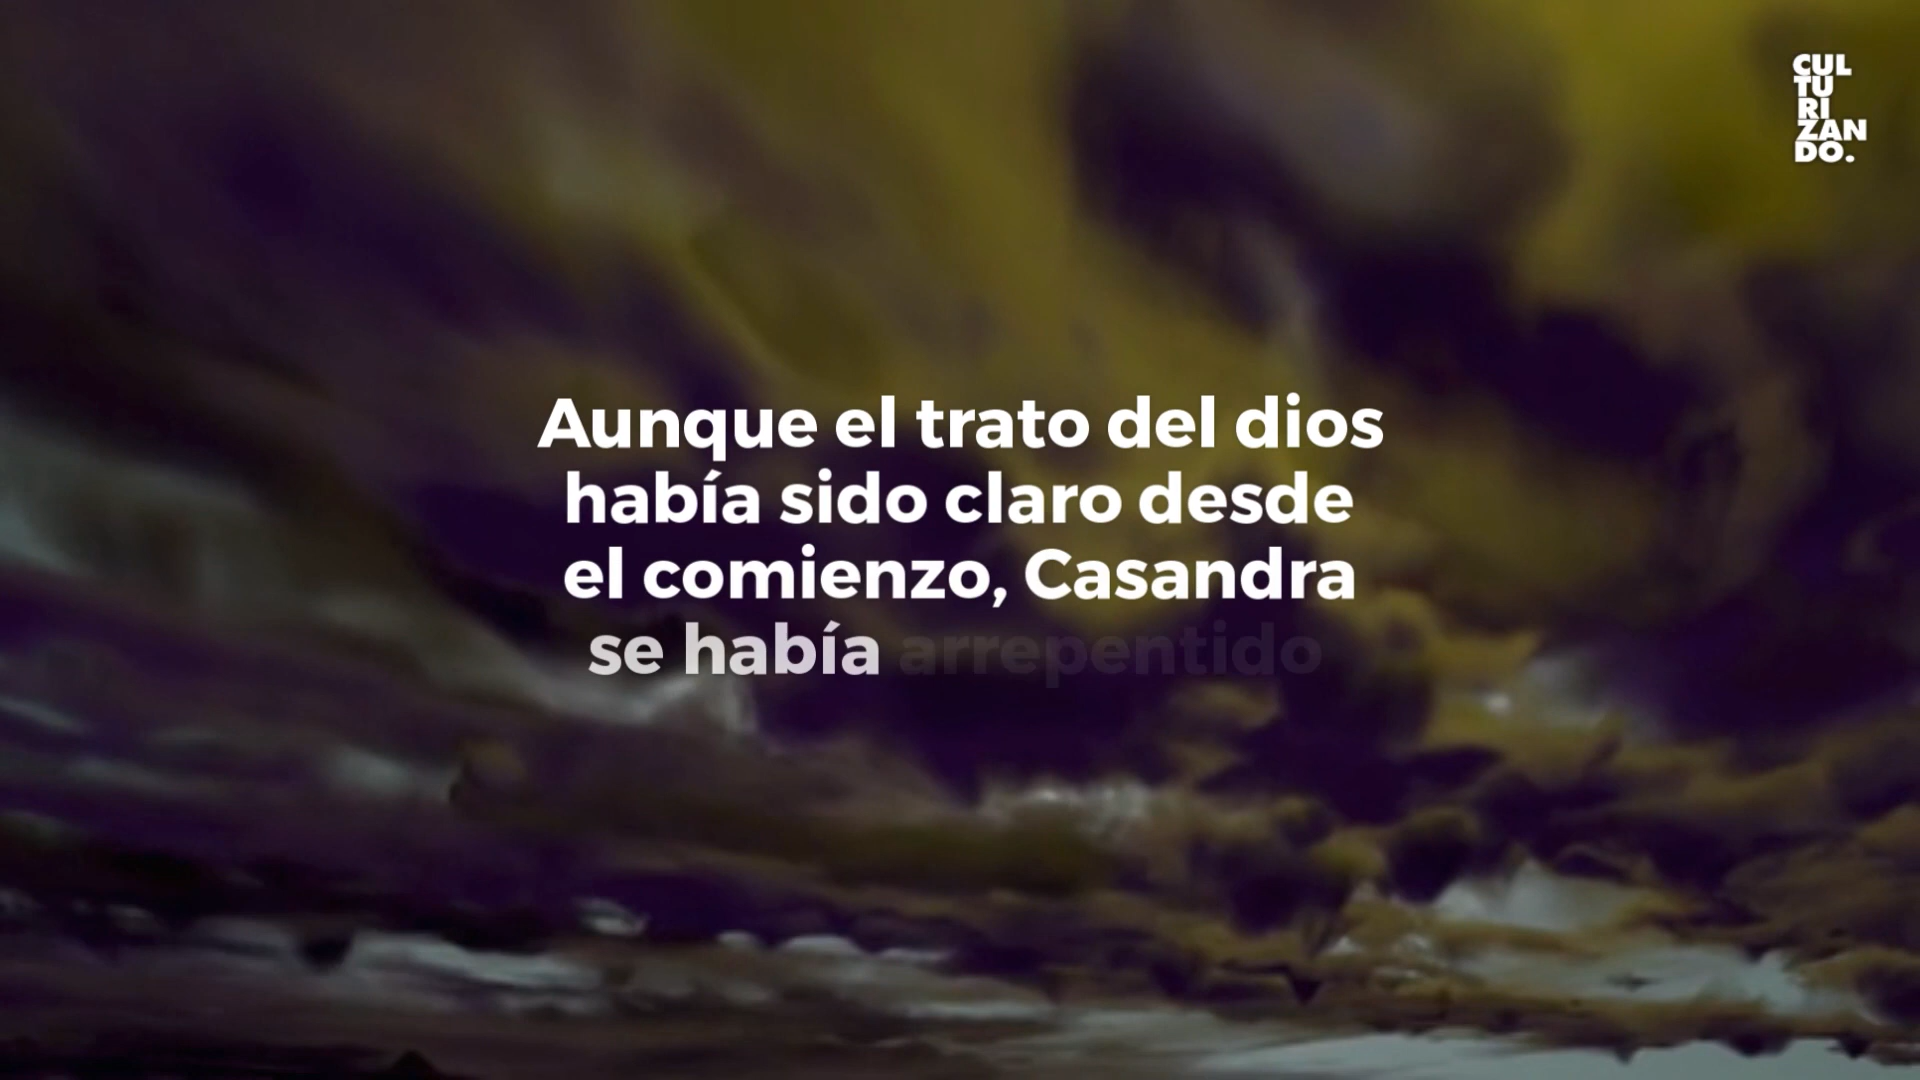 CUL
TU
RI
ZAN
DO.
Aunque el trato del dios
había sido claro desde
el comienzo, Casandra
se había arrepentido